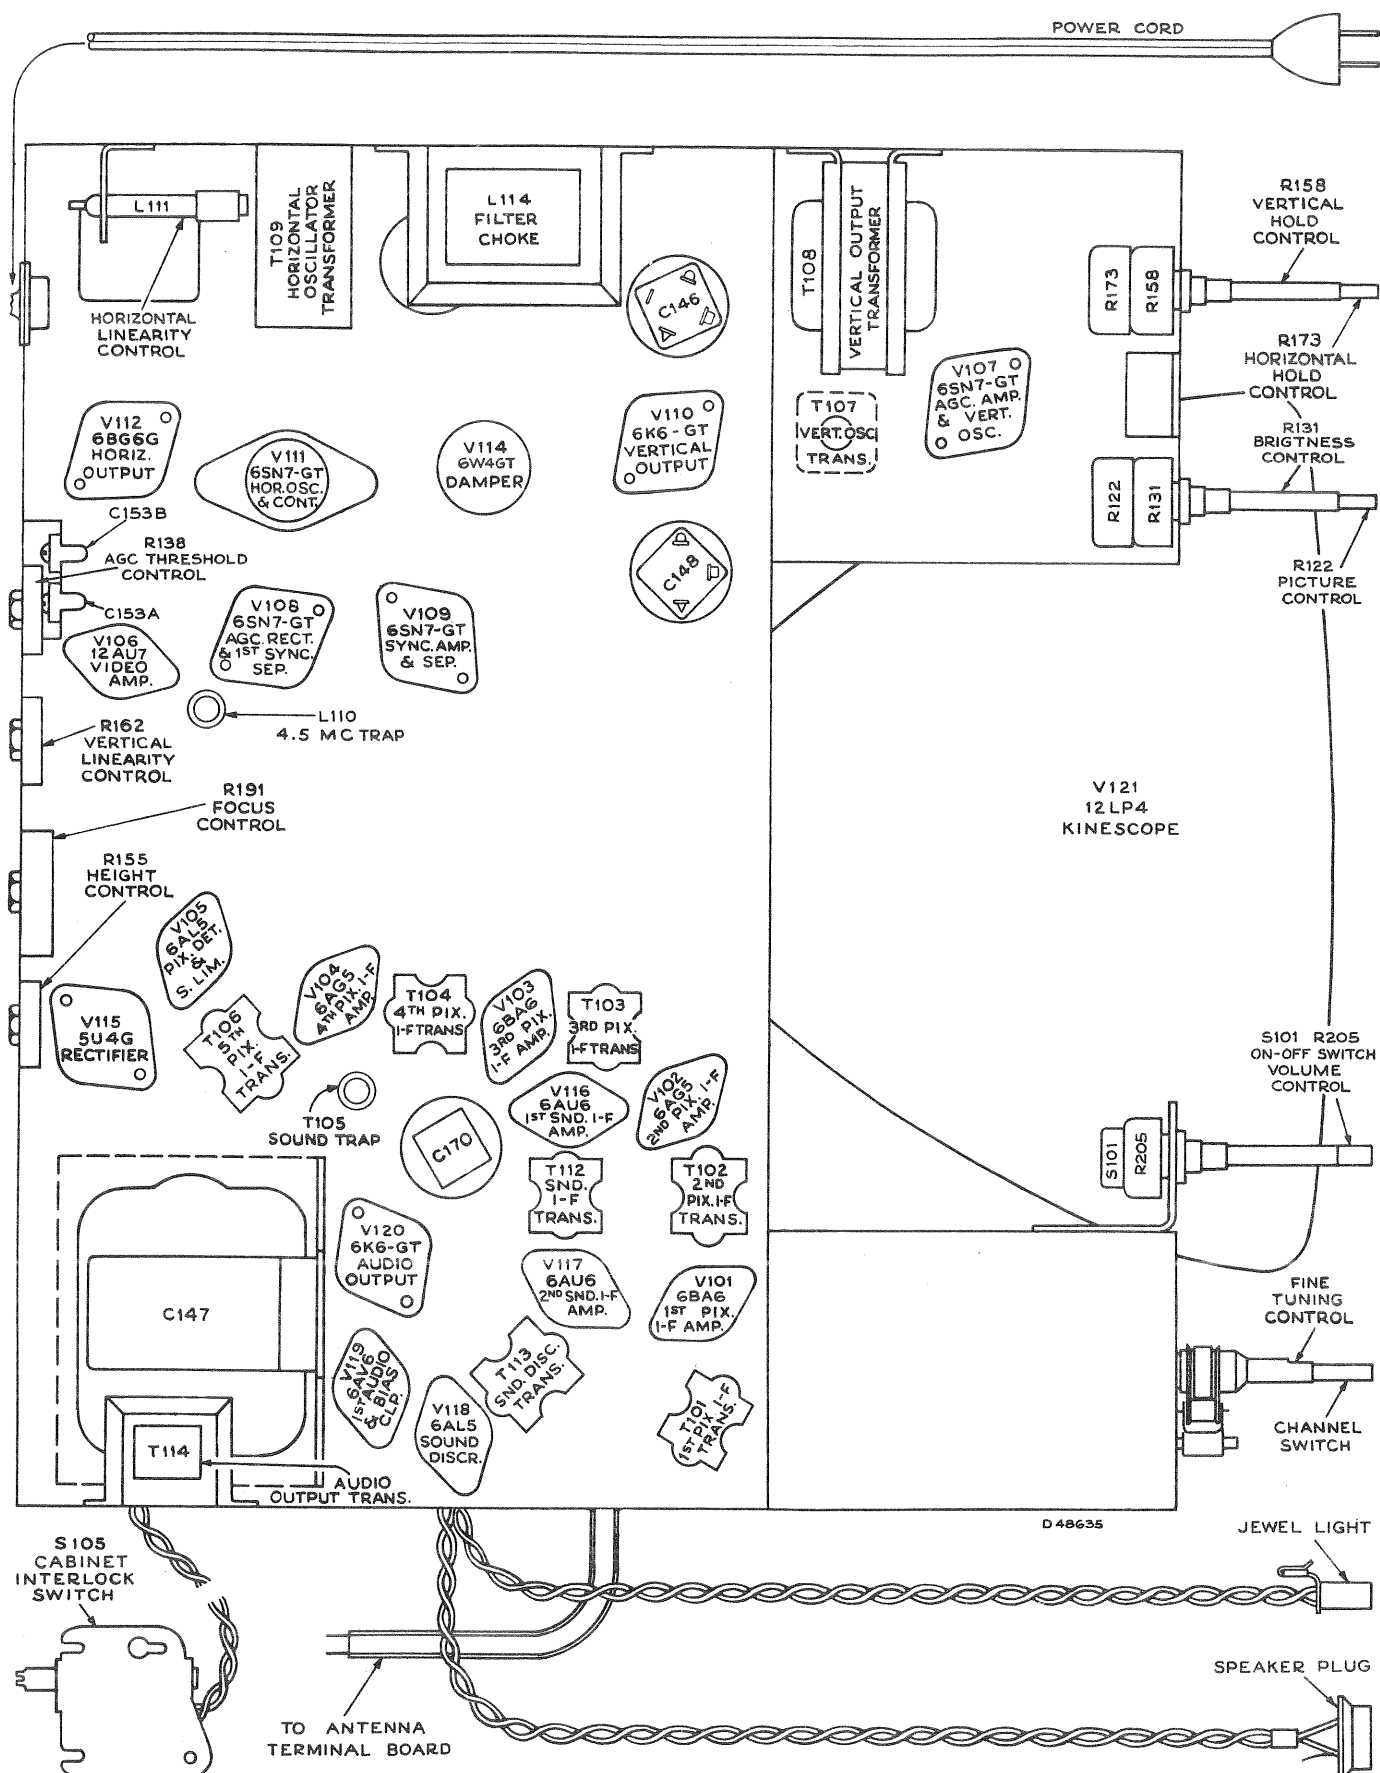 POWER CORD
L111
HORIZONTAL
LINEARITY
CONTROL
T109
HORIZONTAL
OSCILLATOR
TRANSFORMER
L114
FILTER
CHOKE
C146
T108
VERTICAL OUTPUT
TRANSFORMER
R173
R158
R158
VERTICAL
HOLD
CONTROL
R173
HORIZONTAL
HOLD
CONTROL
R131
BRIGTNESS
CONTROL
R122
R131
R122
PICTURE
CONTROL
V107
6SN7-GT
AGC. AMP.
& VERT.
OSC.
T107
VERT. OSC
TRANS.
V112
6BG6G
HORIZ.
OUTPUT
V111
6SN7-GT
HOR. OSC.
& CONT.
V114
6W4GT
DAMPER
V110
6K6-GT
VERTICAL
OUTPUT
C153B
R138
AGC THRESHOLD
CONTROL
C153A
C148
V106
12AU7
VIDEO
AMP.
V108
6SN7-GT
AGC. RECT.
& 1ST SYNC.
SEP.
V109
6SN7-GT
SYNC. AMP.
& SEP.
L110
4.5 MC TRAP
R162
VERTICAL
LINEARITY
CONTROL
R191
FOCUS
CONTROL
R155
HEIGHT
CONTROL
V121
12LP4
KINESCOPE
V105
6AL5
PIX. DET.
&
S. LIM.
V104
6AG5
4TH PIX. I-F
AMP.
T104
4TH PIX.
I-F TRANS
V103
6BA6
3RD PIX.
I-F AMP.
T103
3RD PIX.
I-F TRANS
V115
5U4G
RECTIFIER
T106
5TH
PIX.
I-F
TRANS.
T105
SOUND TRAP
V116
6AU6
1ST SND. I-F
AMP.
V102
6AG5
2ND PIX. I-F
AMP.
S101 R205
ON-OFF SWITCH
VOLUME
CONTROL
S101
R205
C170
T112
SND.
I-F
TRANS.
T102
2ND
PIX. I-F
TRANS.
V120
6K6-GT
AUDIO
OUTPUT
V117
6AU6
2ND SND. I-F
AMP.
V101
6BA6
1ST PIX.
I-F AMP.
C147
FINE
TUNING
CONTROL
V119
6AV6
1ST AUDIO
& BIAS
CLP.
V118
6AL5
SOUND
DISCR.
T113
SND. DISC.
TRANS.
T101
1ST PIX. I-F
TRANS.
CHANNEL
SWITCH
T114
AUDIO
OUTPUT TRANS.
D48635
JEWEL LIGHT
S105
CABINET
INTERLOCK
SWITCH
SPEAKER PLUG
TO ANTENNA
TERMINAL BOARD